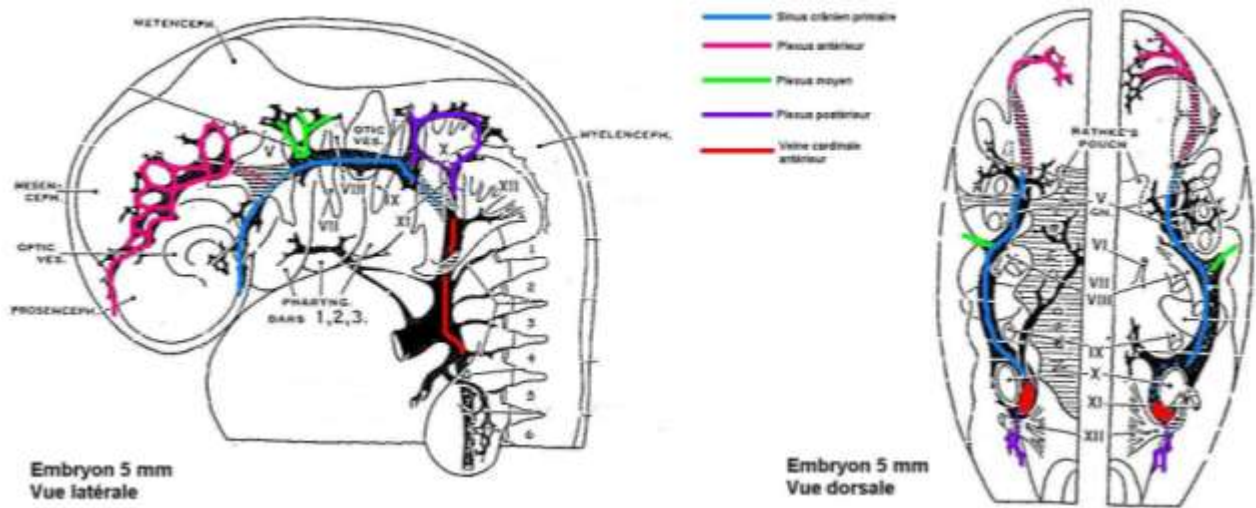 METENCEPH.
MESEN-
CEPH.
OPTIC
VES.
PROSENCEPH.
V
OTIC
VES.
VIII
IX
X
XI
XII
VII
XI
MYELENCEPH.
PHARYNG.
BARS 1,2,3.
1
2
3
4
5
6
Embryon 5 mm
Vue latérale
Sinus crânien primaire
Plexus antérieur
Plexus moyen
Plexus postérieur
Veine cardinale
antérieur
RATHKE'S
POUCH
V
GN.
VI
VII
VIII
IX
X
XI
XII
Embryon 5 mm
Vue dorsale